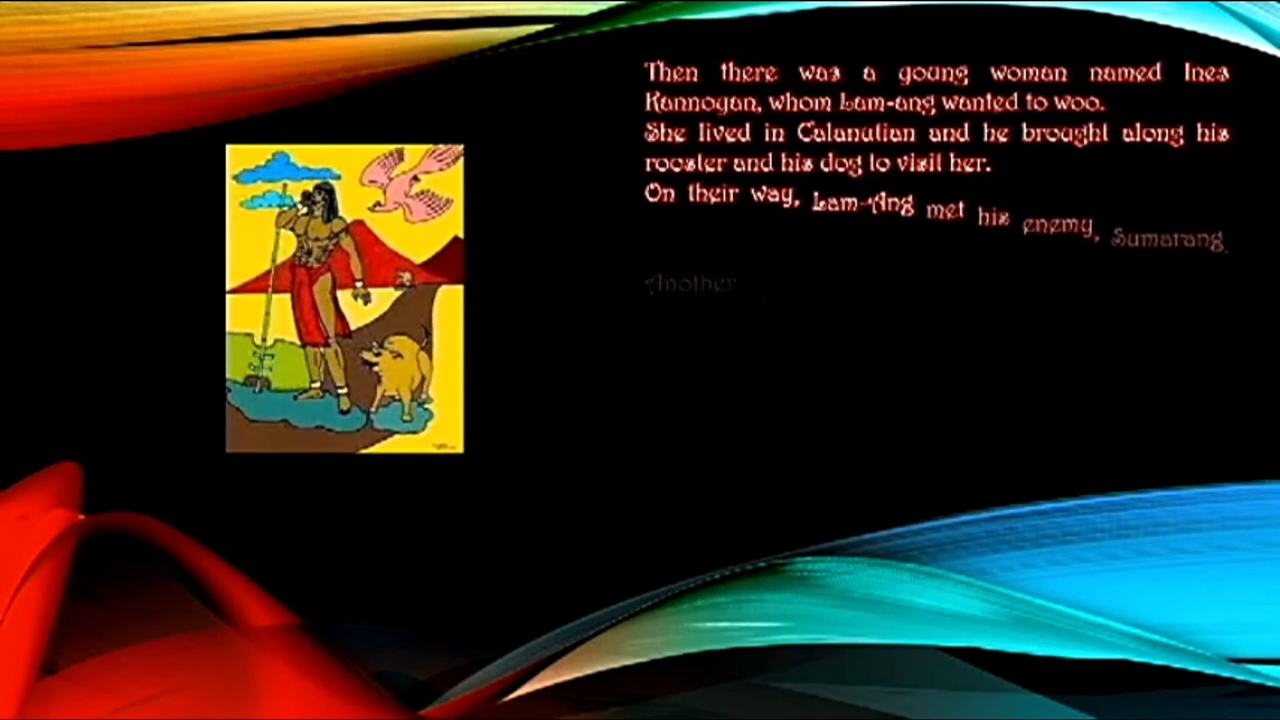 Then there was a young woman named Ines
Kannoyan, whom Lam-ang wanted to woo.
She lived in Calanutian and he brought along his
rooster and his dog to visit her.
On their way, Lam-Ang met his enemy, Sumarang.
Another